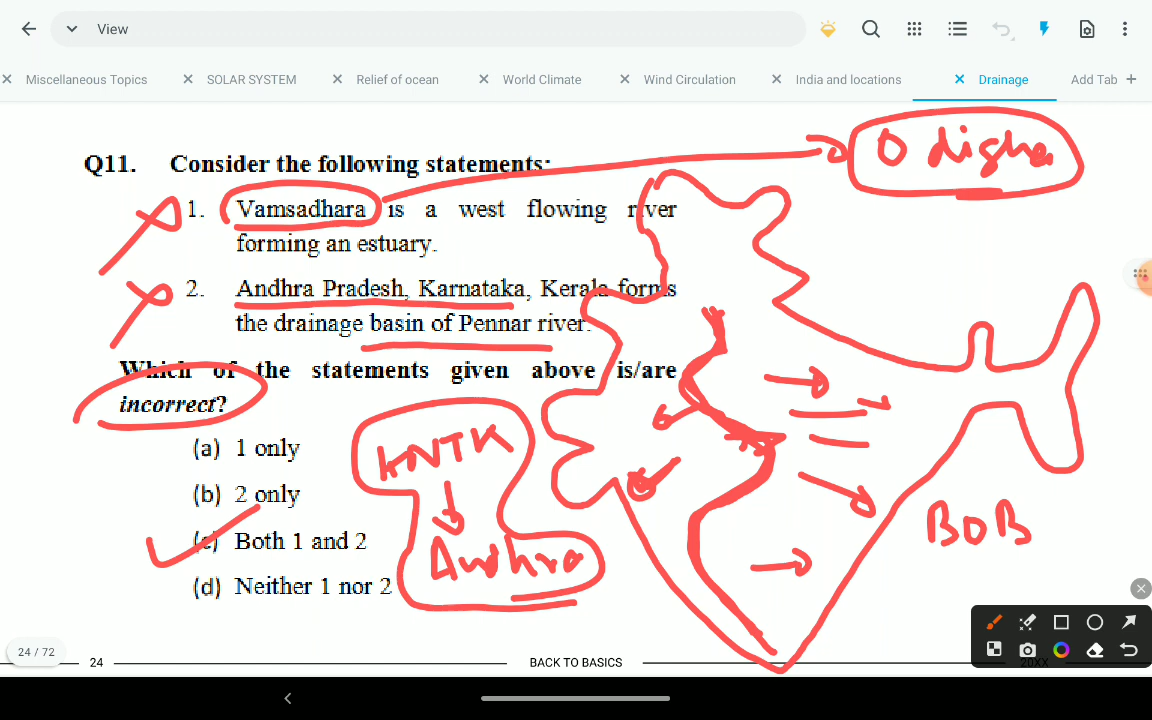 View
Miscellaneous Topics
SOLAR SYSTEM
Relief of ocean
World Climate
Wind Circulation
India and locations
Drainage
Add Tab +
Odisha
Q11. Consider the following statements:
1. Vamsadhara is a west flowing river
forming an estuary.
2. Andhra Pradesh, Karnataka, Kerala forms
the drainage basin of Pennar river.
Which of the statements given above is/are
incorrect?
(a) 1 only
(b) 2 only
(c) Both 1 and 2
(d) Neither 1 nor 2
KNTK
Andhra
BOB
24 / 72
24
BACK TO BASICS
20XX